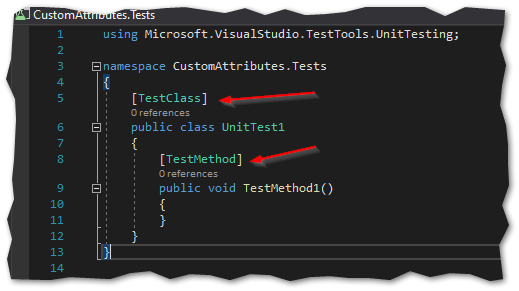 CustomAttributes.Tests
1 using Microsoft.VisualStudio.TestTools.UnitTesting;
2
3 namespace CustomAttributes.Tests
4 {
5 [TestClass]
0 references
6 public class UnitTest1
7 {
8 [TestMethod]
0 references
9 public void TestMethod1()
10 {
11 }
12 }
13 }
14